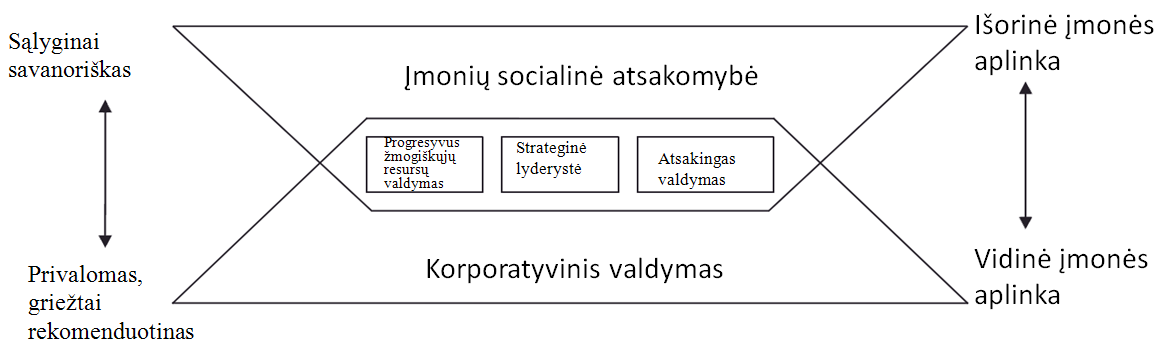 Sąlyginai
savanoriškas
Išorinė įmonės
aplinka
Įmonių socialinė atsakomybė
Progresyvus
žmogiškųjų
resursų
valdymas
Strateginė
lyderystė
Atsakingas
valdymas
Korporatyvinis valdymas
Privalomas,
griežtai
rekomenduotinas
Vidinė įmonės
aplinka